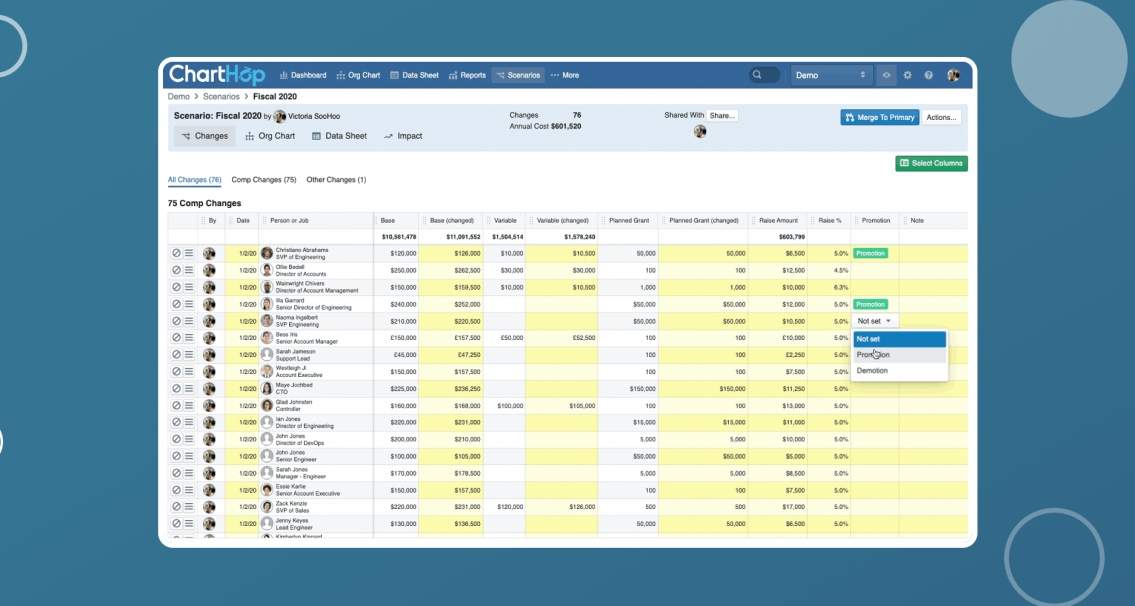 ChartHop Dashboard Org Chart Data Sheet Reports Scenarios More Demo
Demo > Scenarios > Fiscal 2020
Scenario: Fiscal 2020 by Victoria SooHoo Changes 76 Shared With Share... Merge To Primary Actions...
Annual Cost $601,520
Changes Org Chart Data Sheet Impact
Select Columns
All Changes (76) Comp Changes (75) Other Changes (1)
75 Comp Changes
By Date Person or Job Base Base (changed) Variable Variable (changed) Planned Grant Planned Grant (changed) Raise Amount Raise % Promotion Note
$10,561,478 $11,091,552 $1,504,514 $1,578,240 $603,799
1/2/20 Christiano Abrahams $120,000 $126,000 $10,000 $10,500 50,000 50,000 $6,500 5.0% Promotion
SVP of Engineering
1/2/20 Ollie Bedell $250,000 $262,500 $30,000 $30,000 100 100 $12,500 4.5%
Director of Accounts
1/2/20 Wainwright Chivers $150,000 $159,500 $10,000 $10,500 1,000 1,000 $10,000 6.3%
Director of Account Management
1/2/20 Illa Garrard $240,000 $252,000 $50,000 $50,000 $12,000 5.0% Promotion
Senior Director of Engineering
1/2/20 Naoma Ingelbert $210,000 $220,500 $50,000 $50,000 $10,500 5.0% Not set
SVP Engineering
1/2/20 Bess Iris £150,000 £157,500 £50,000 £52,500 100 100 £10,000 5.0% Not set
Senior Account Manager
1/2/20 Sarah Jameson £45,000 £47,250 100 100 £2,250 5.0% Promotion
Support Lead
1/2/20 Westleigh Ji $150,000 $157,500 100 100 $7,500 5.0% Demotion
Account Executive
1/2/20 Maye Jochbed $225,000 $236,250 $150,000 $150,000 $11,250 5.0%
CTO
1/2/20 Glad Johnsten $160,000 $168,000 $100,000 $105,000 100 100 $13,000 5.0%
Controller
1/2/20 Ian Jones $220,000 $231,000 $15,000 $15,000 $11,000 5.0%
Director of Engineering
1/2/20 John Jones $200,000 $210,000 5,000 5,000 $10,000 5.0%
Director of DevOps
1/2/20 John Jones $100,000 $105,000 $50,000 $50,000 $5,000 5.0%
Senior Engineer
1/2/20 Sarah Jones $170,000 $178,500 5,000 5,000 $8,500 5.0%
Manager - Engineer
1/2/20 Essie Karlie $150,000 $157,500 100 100 $7,500 5.0%
Senior Account Executive
1/2/20 Zack Kenzie $220,000 $231,000 $120,000 $126,000 500 500 $17,000 5.0%
SVP of Sales
1/2/20 Jenny Keyes $130,000 $136,500 50,000 50,000 $6,500 5.0%
Lead Engineer